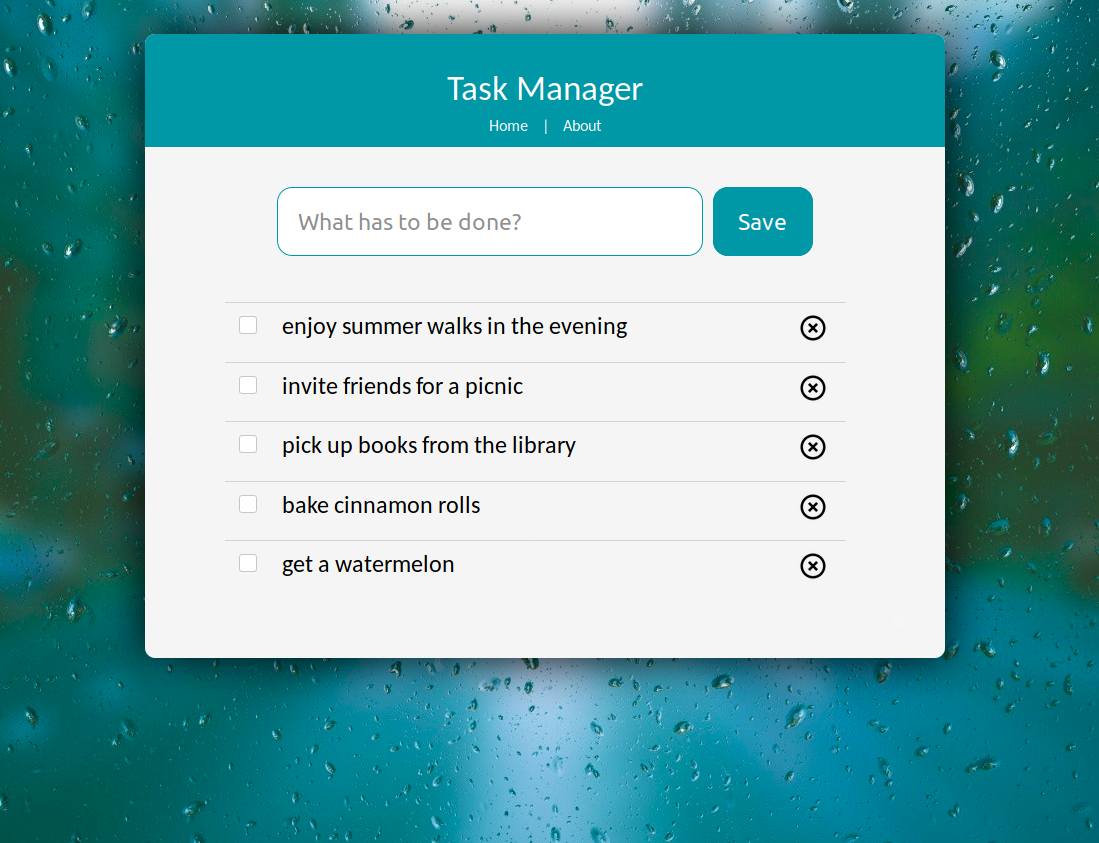 Task Manager
Home | About
What has to be done? Save
enjoy summer walks in the evening
invite friends for a picnic
pick up books from the library
bake cinnamon rolls
get a watermelon